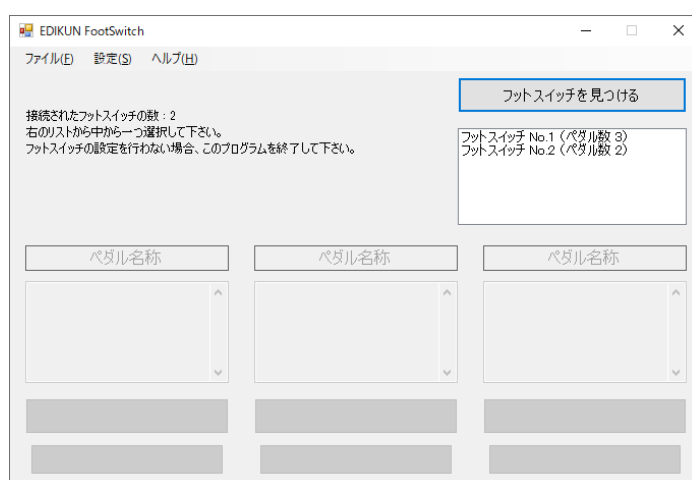 EDIKUN FootSwitch
ファイル(F) 設定(S) ヘルプ(H)
フットスイッチを見つける
接続されたフットスイッチの数：2
右のリストから中から一つ選択して下さい。
フットスイッチの設定を行わない場合、このプログラムを終了して下さい。
フットスイッチ No.1 (ペダル数 3)
フットスイッチ No.2 (ペダル数 2)
ペダル名称 ペダル名称 ペダル名称